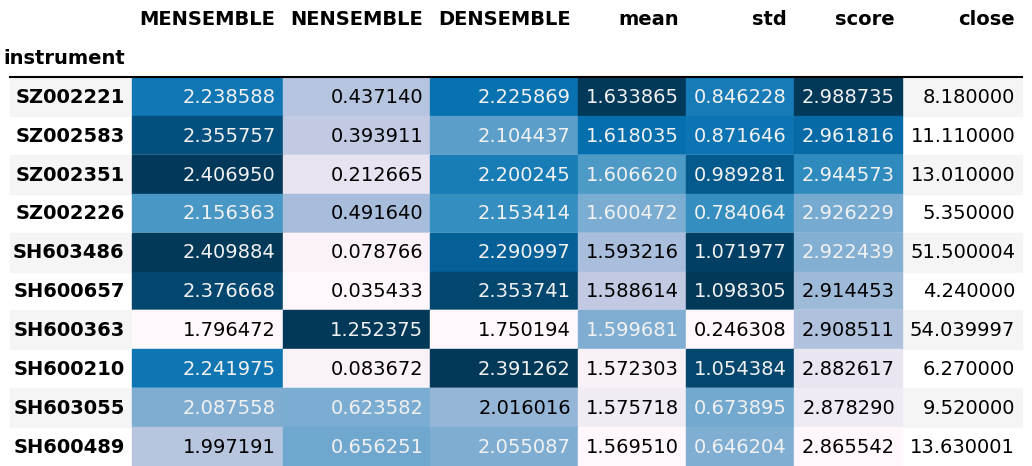 MENSEMBLE NENSEMBLE DENSEMBLE mean std score close
instrument
SZ002221 2.238588 0.437140 2.225869 1.633865 0.846228 2.988735 8.180000
SZ002583 2.355757 0.393911 2.104437 1.618035 0.871646 2.961816 11.110000
SZ002351 2.406950 0.212665 2.200245 1.606620 0.989281 2.944573 13.010000
SZ002226 2.156363 0.491640 2.153414 1.600472 0.784064 2.926229 5.350000
SH603486 2.409884 0.078766 2.290997 1.593216 1.071977 2.922439 51.500004
SH600657 2.376668 0.035433 2.353741 1.588614 1.098305 2.914453 4.240000
SH600363 1.796472 1.252375 1.750194 1.599681 0.246308 2.908511 54.039997
SH600210 2.241975 0.083672 2.391262 1.572303 1.054384 2.882617 6.270000
SH603055 2.087558 0.623582 2.016016 1.575718 0.673895 2.878290 9.520000
SH600489 1.997191 0.656251 2.055087 1.569510 0.646204 2.865542 13.630001